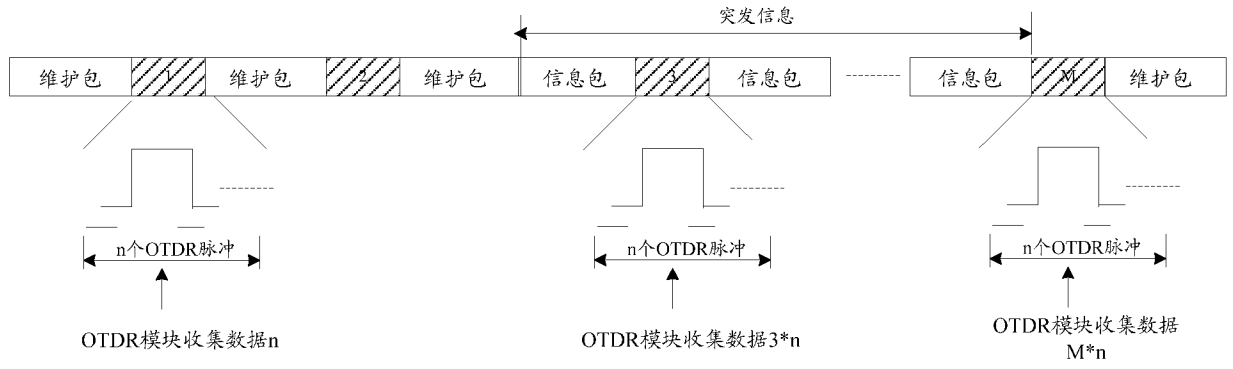 突发信息
维护包 1 维护包 2 维护包 信息包 3 信息包 信息包 M 维护包
n个OTDR脉冲 n个OTDR脉冲 n个OTDR脉冲
OTDR模块收集数据n OTDR模块收集数据3*n OTDR模块收集数据
M*n